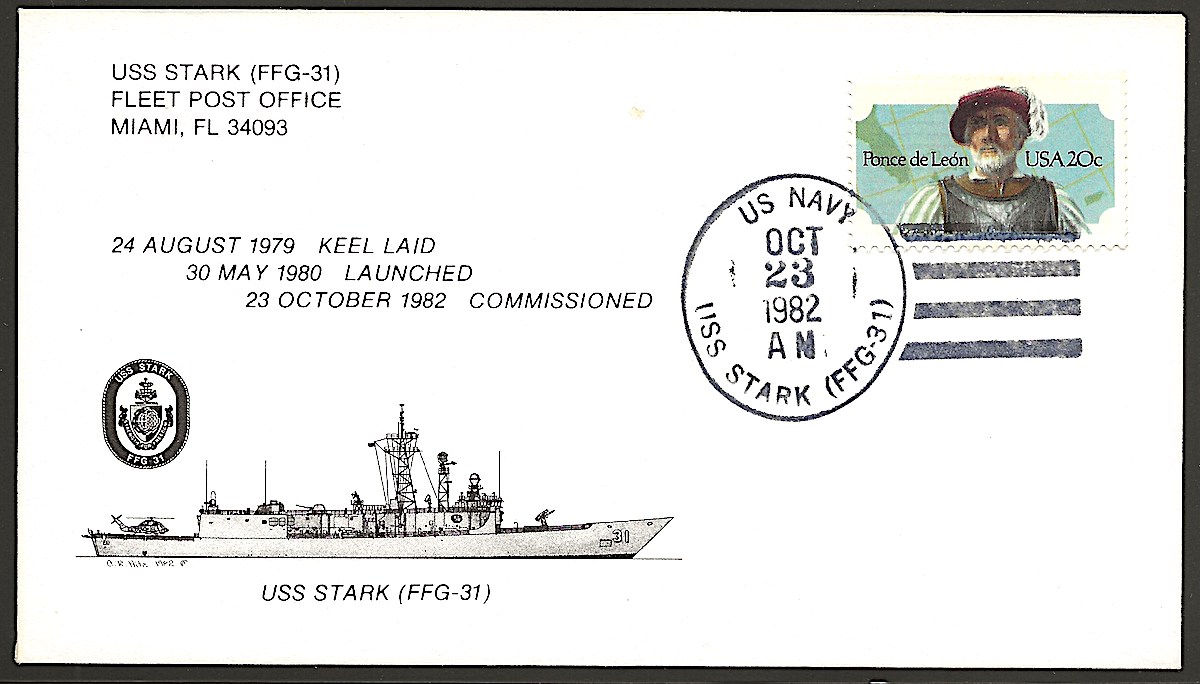 USS STARK (FFG-31)
FLEET POST OFFICE
MIAMI, FL 34093
Ponce de León USA 20c
US NAVY
OCT
23
1982
AM
USS STARK (FFG-31)
24 AUGUST 1979 KEEL LAID
30 MAY 1980 LAUNCHED
23 OCTOBER 1982 COMMISSIONED
USS STARK
FFG 31
31
1982
USS STARK (FFG-31)